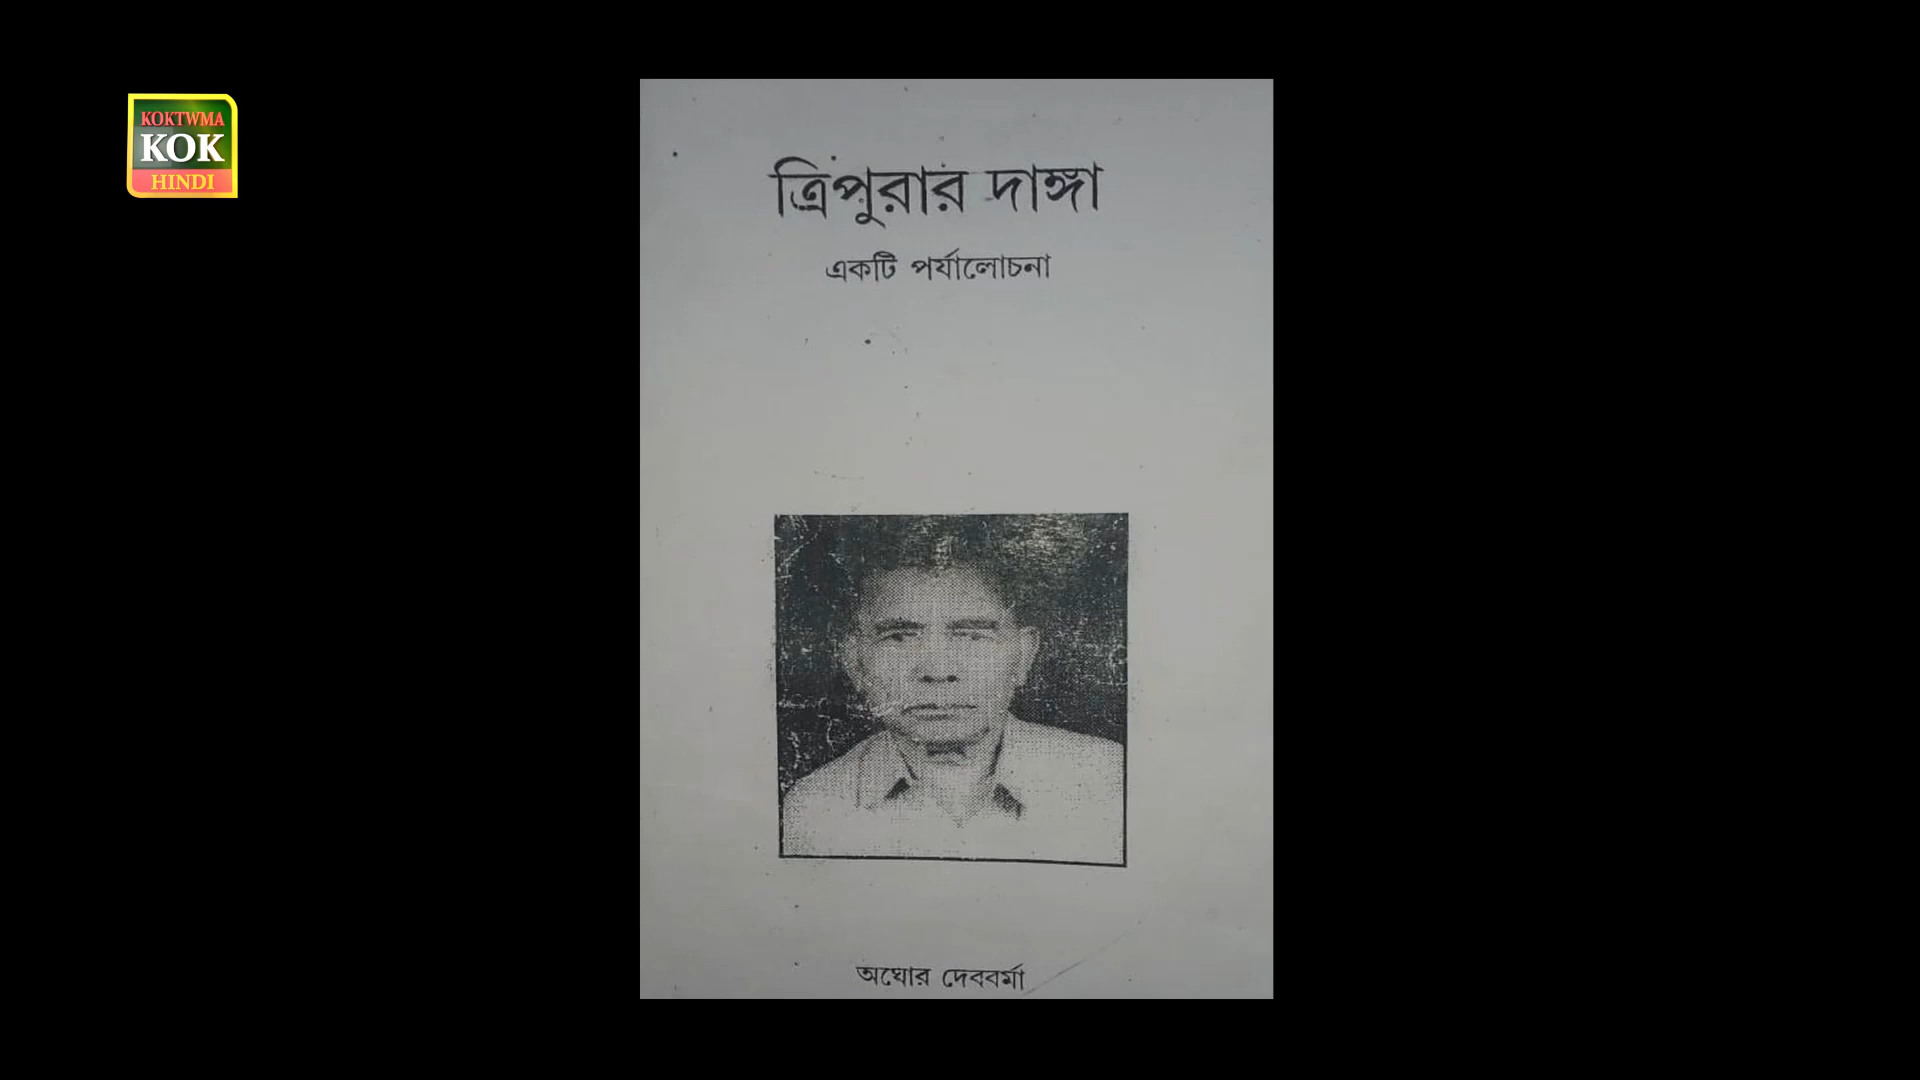 KOKTWMA
KOK
HINDI
ত্রিপুরার দাঙ্গা
একটি পর্যালোচনা
অঘোর দেববর্মা